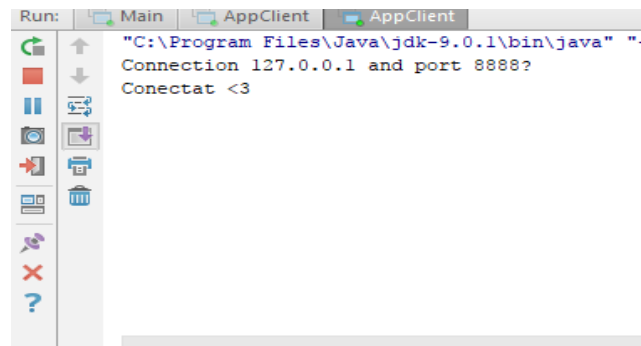 Run: Main AppClient AppClient
"C:\Program Files\Java\jdk-9.0.1\bin\java" "-
Connection 127.0.0.1 and port 8888?
Conectat <3